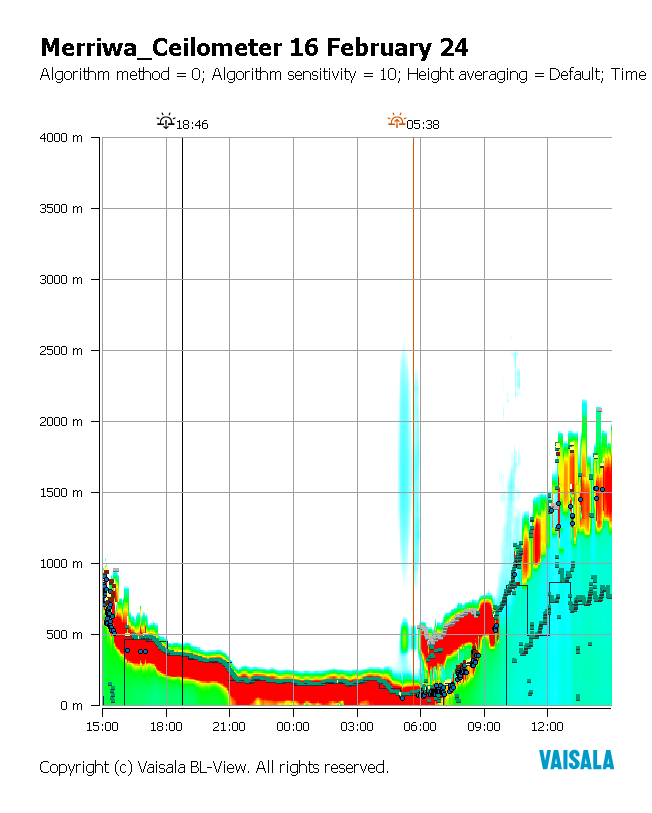 Merriwa_Ceilometer 16 February 24
Algorithm method = 0; Algorithm sensitivity = 10; Height averaging = Default; Time
18:46 05:38
4000 m
3500 m
3000 m
2500 m
2000 m
1500 m
1000 m
500 m
0 m
15:00 18:00 21:00 00:00 03:00 06:00 09:00 12:00
VAISALA
Copyright (c) Vaisala BL-View. All rights reserved.